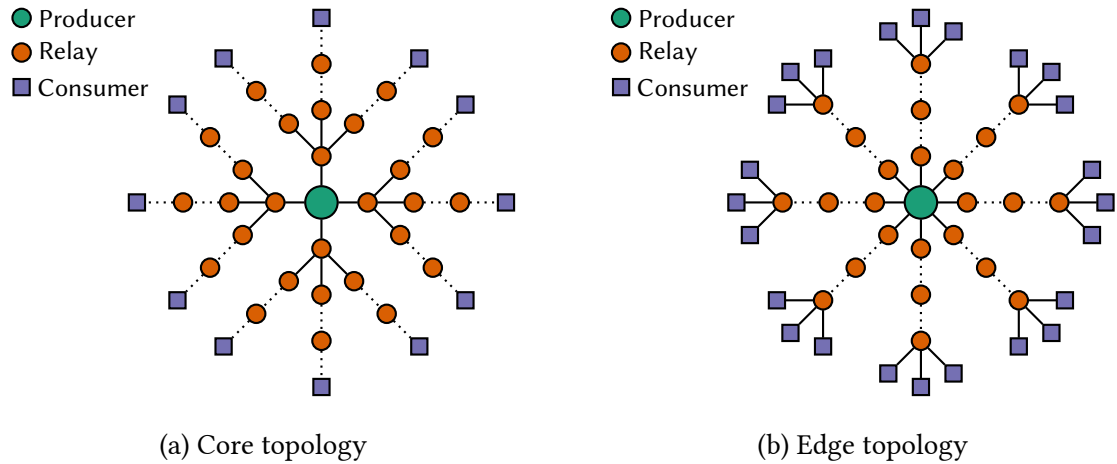 Producer
Relay
Consumer
(a) Core topology
Producer
Relay
Consumer
(b) Edge topology